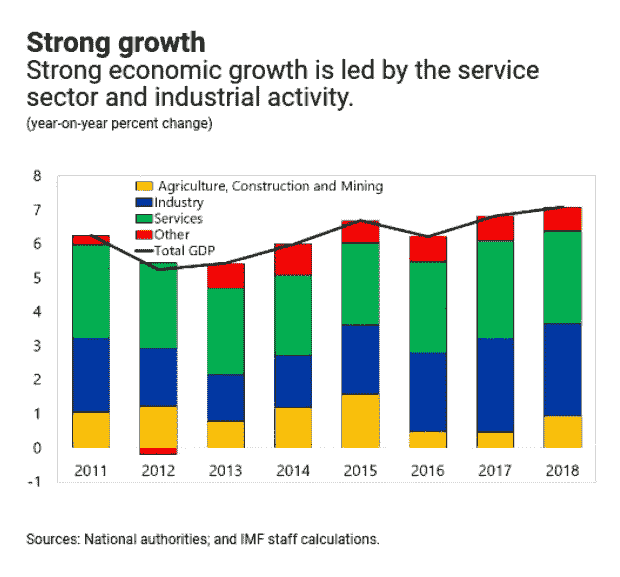 Strong growth
Strong economic growth is led by the service
sector and industrial activity.
(year-on-year percent change)
8
Agriculture, Construction and Mining
Industry
Services
Other
Total GDP
7
6
5
4
3
2
1
0
-1
2011 2012 2013 2014 2015 2016 2017 2018
Sources: National authorities; and IMF staff calculations.